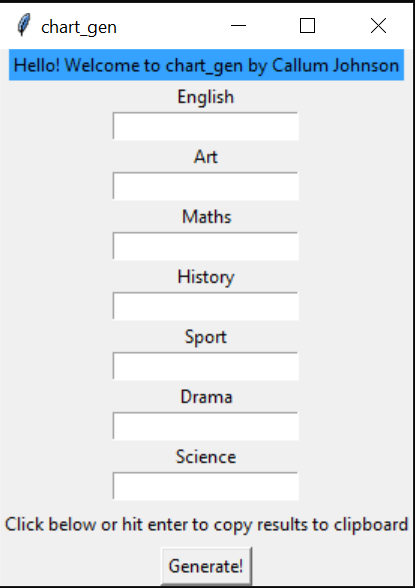 chart_gen
Hello! Welcome to chart_gen by Callum Johnson
English
Art
Maths
History
Sport
Drama
Science
Click below or hit enter to copy results to clipboard
Generate!